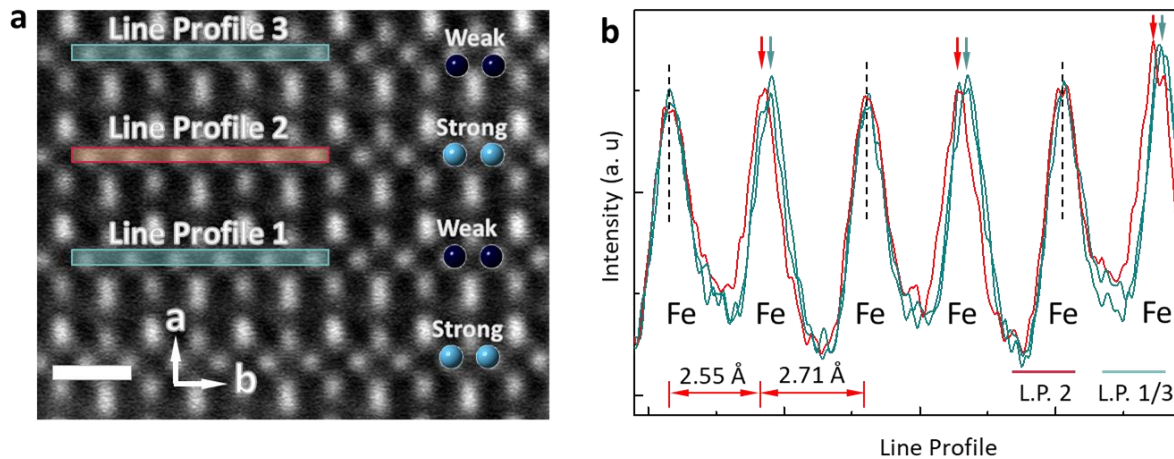 a
Line Profile 3
Weak
Line Profile 2
Strong
Line Profile 1
Weak
Strong
a
b
b
Intensity (a. u)
Fe Fe Fe Fe Fe Fe
2.55 Å 2.71 Å
L.P. 2 L.P. 1/3
Line Profile